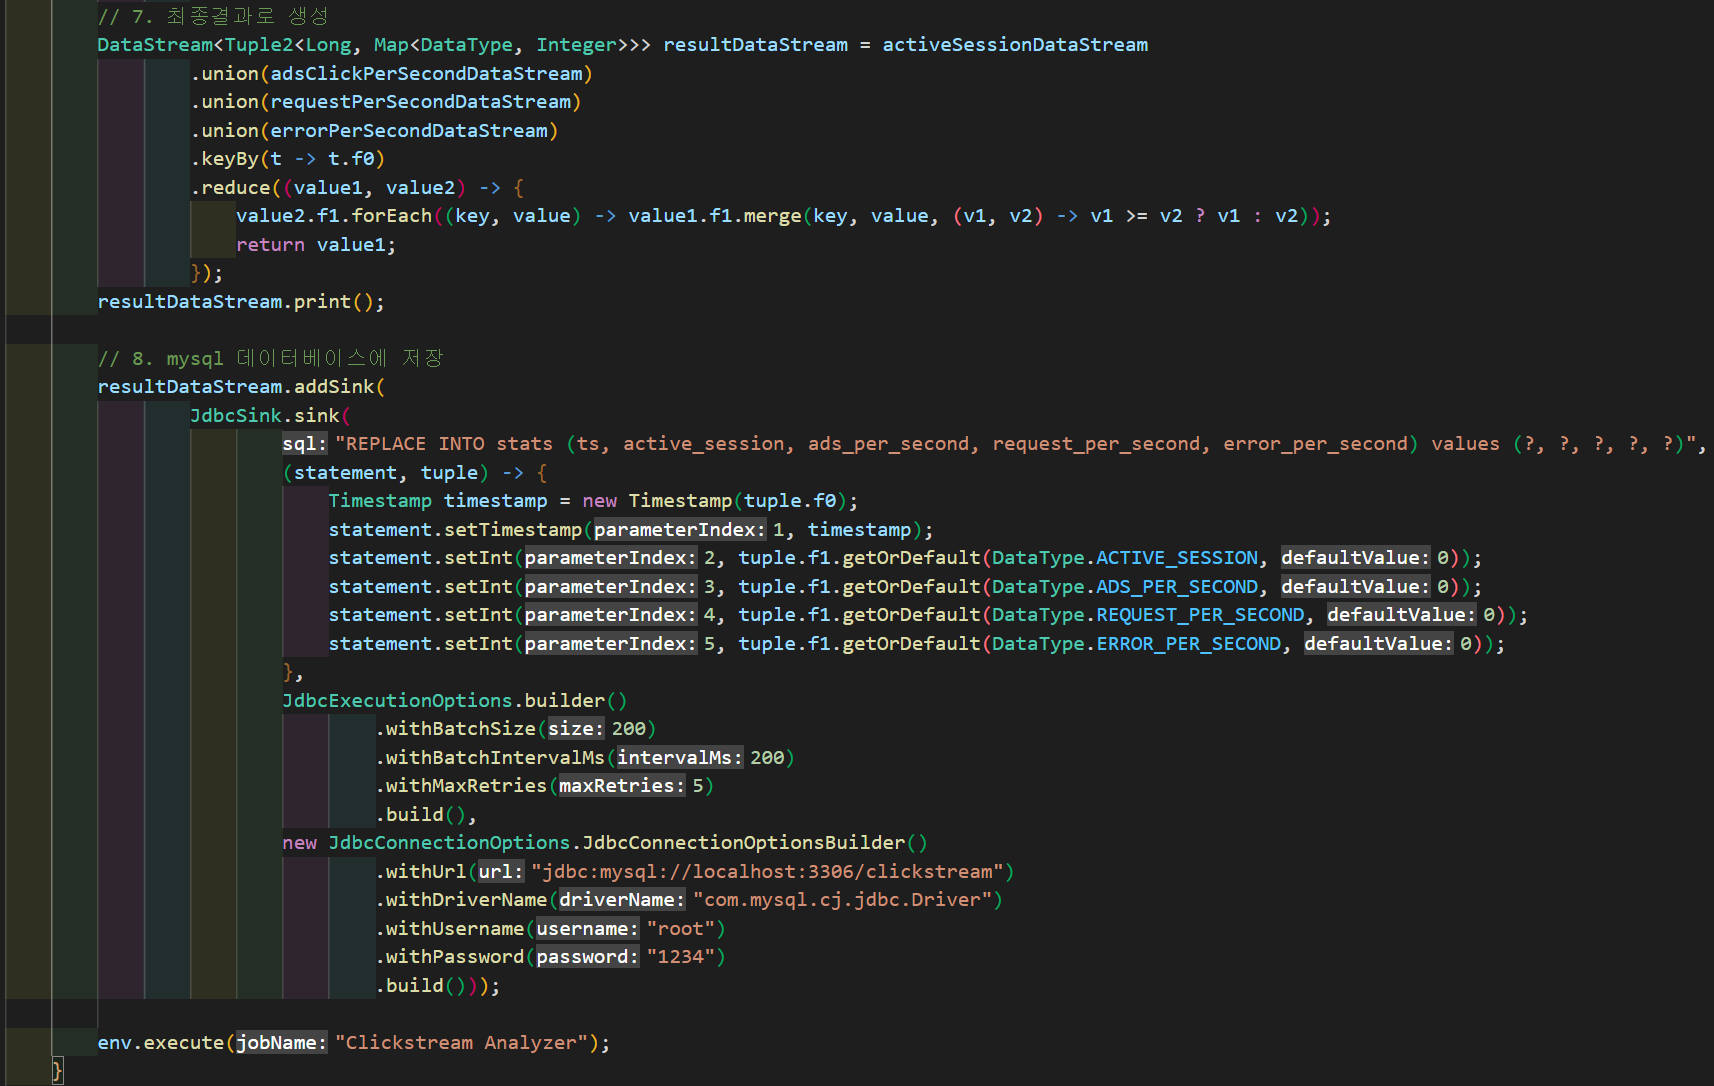 // 7. 최종결과로 생성
DataStream<Tuple2<Long, Map<DataType, Integer>>> resultDataStream = activeSessionDataStream
.union(adsClickPerSecondDataStream)
.union(requestPerSecondDataStream)
.union(errorPerSecondDataStream)
.keyBy(t -> t.f0)
.reduce((value1, value2) -> {
value2.f1.forEach((key, value) -> value1.f1.merge(key, value, (v1, v2) -> v1 >= v2 ? v1 : v2));
return value1;
});
resultDataStream.print();
// 8. mysql 데이터베이스에 저장
resultDataStream.addSink(
JdbcSink.sink(
sql: "REPLACE INTO stats (ts, active_session, ads_per_second, request_per_second, error_per_second) values (?, ?, ?, ?, ?)",
(statement, tuple) -> {
Timestamp timestamp = new Timestamp(tuple.f0);
statement.setTimestamp(parameterIndex: 1, timestamp);
statement.setInt(parameterIndex: 2, tuple.f1.getOrDefault(DataType.ACTIVE_SESSION, defaultValue: 0));
statement.setInt(parameterIndex: 3, tuple.f1.getOrDefault(DataType.ADS_PER_SECOND, defaultValue: 0));
statement.setInt(parameterIndex: 4, tuple.f1.getOrDefault(DataType.REQUEST_PER_SECOND, defaultValue: 0));
statement.setInt(parameterIndex: 5, tuple.f1.getOrDefault(DataType.ERROR_PER_SECOND, defaultValue: 0));
},
JdbcExecutionOptions.builder()
.withBatchSize(size: 200)
.withBatchIntervalMs(intervalMs: 200)
.withMaxRetries(maxRetries: 5)
.build(),
new JdbcConnectionOptions.JdbcConnectionOptionsBuilder()
.withUrl(url: "jdbc:mysql://localhost:3306/clickstream")
.withDriverName(driverName: "com.mysql.cj.jdbc.Driver")
.withUsername(username: "root")
.withPassword(password: "1234")
.build()));
env.execute(jobName: "Clickstream Analyzer");
}